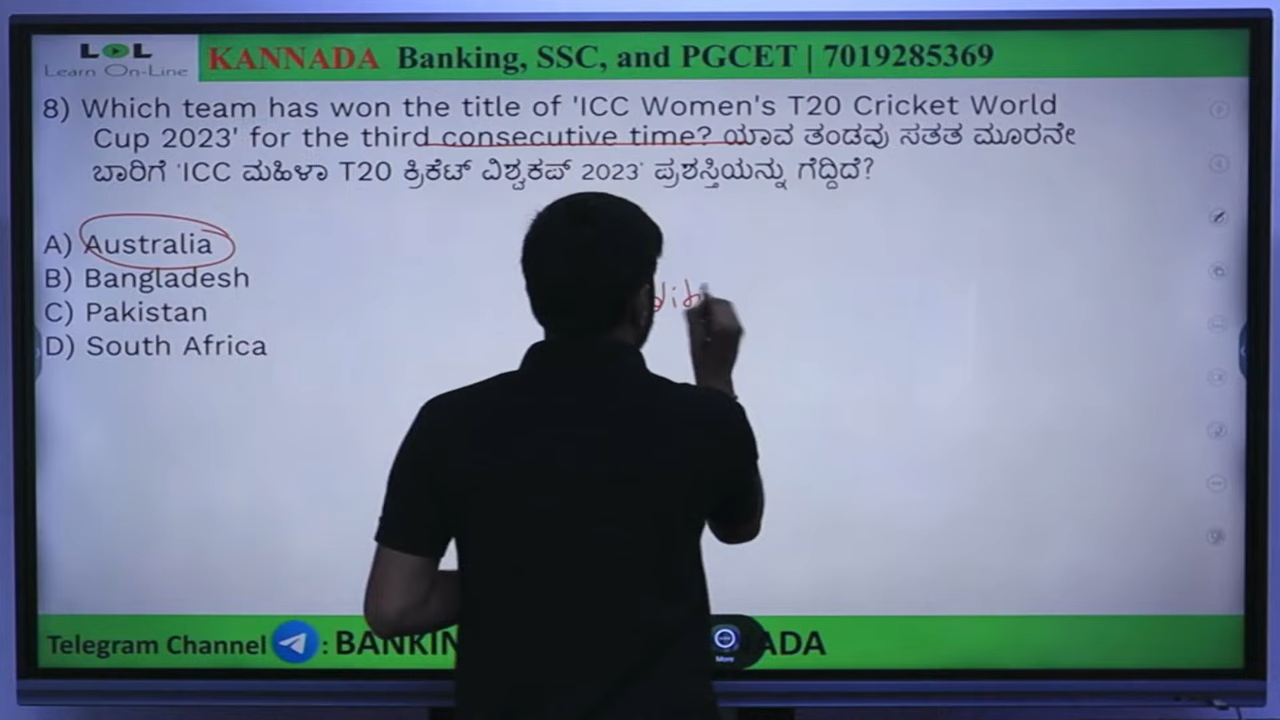 LOL
Learn On-Line
KANNADA Banking, SSC, and PGCET | 7019285369
8) Which team has won the title of 'ICC Women's T20 Cricket World
Cup 2023' for the third consecutive time? ಯಾವ ತಂಡವು ಸತತ ಮೂರನೇ
ಬಾರಿಗೆ 'ICC ಮಹಿಳಾ T20 ಕ್ರಿಕೆಟ್ ವಿಶ್ವಕಪ್ 2023' ಪ್ರಶಸ್ತಿಯನ್ನು ಗೆದ್ದಿದೆ?
A) Australia
B) Bangladesh
C) Pakistan
D) South Africa
Telegram Channel : 
More